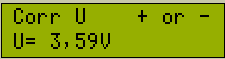 Corr U   + or -
U= 3,59V